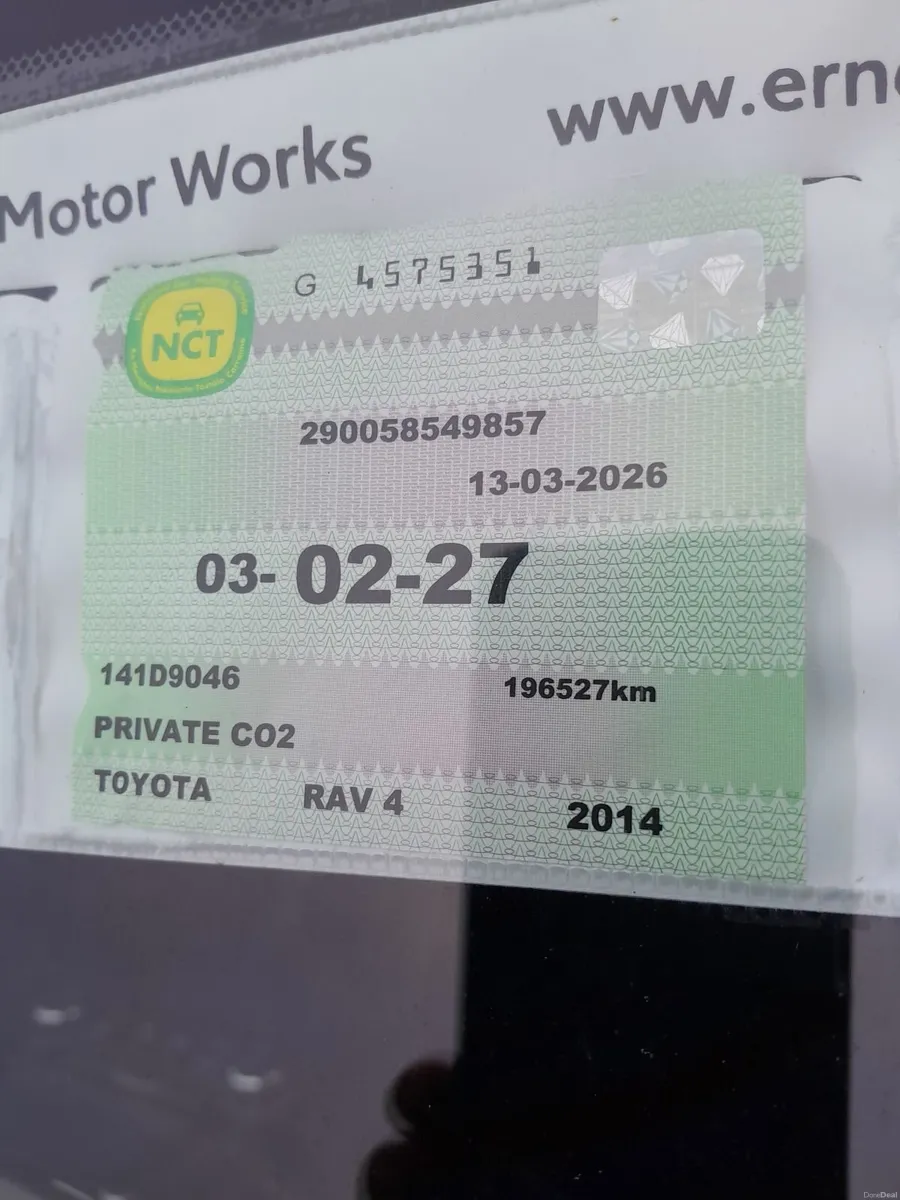 Motor Works
www.ern
G 4575351
NCT
290058549857
13-03-2026
03-02-27
141D9046
196527km
PRIVATE CO2
TOYOTA RAV 4 2014
DoneDeal